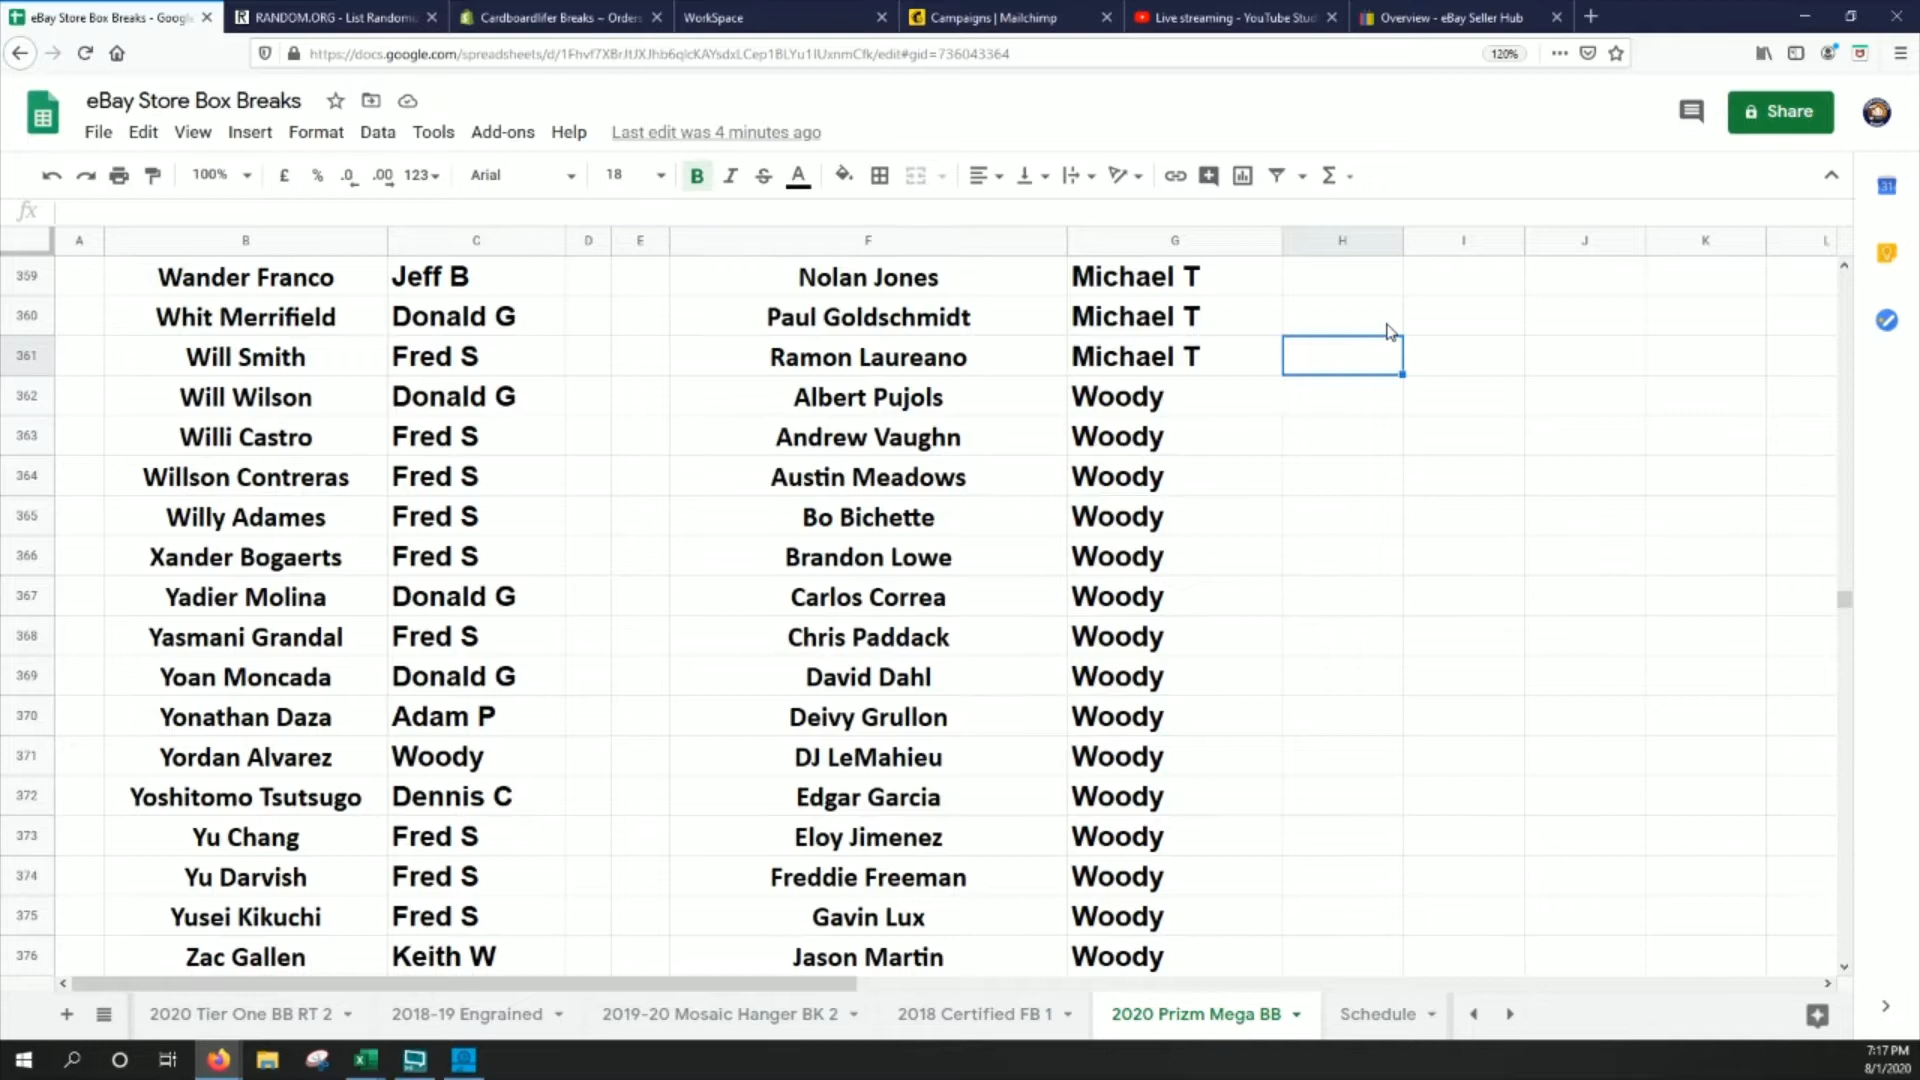 eBay Store Box Breaks - Google
RANDOM.ORG - List Randomi
Cardboardlifer Breaks ~ Orders
WorkSpace
Campaigns | Mailchimp
Live streaming - YouTube Stud
Overview - eBay Seller Hub
120%
eBay Store Box Breaks
File Edit View Insert Format Data Tools Add-ons Help Last edit was 4 minutes ago
Share
100% £ % .0 .00 123 Arial 18 B I S A
fx
A B C D E F G H I J K L
359 Wander Franco Jeff B Nolan Jones Michael T
360 Whit Merrifield Donald G Paul Goldschmidt Michael T
361 Will Smith Fred S Ramon Laureano Michael T
362 Will Wilson Donald G Albert Pujols Woody
363 Willi Castro Fred S Andrew Vaughn Woody
364 Willson Contreras Fred S Austin Meadows Woody
365 Willy Adames Fred S Bo Bichette Woody
366 Xander Bogaerts Fred S Brandon Lowe Woody
367 Yadier Molina Donald G Carlos Correa Woody
368 Yasmani Grandal Fred S Chris Paddack Woody
369 Yoan Moncada Donald G David Dahl Woody
370 Yonathan Daza Adam P Deivy Grullon Woody
371 Yordan Alvarez Woody DJ LeMahieu Woody
372 Yoshitomo Tsutsugo Dennis C Edgar Garcia Woody
373 Yu Chang Fred S Eloy Jimenez Woody
374 Yu Darvish Fred S Freddie Freeman Woody
375 Yusei Kikuchi Fred S Gavin Lux Woody
376 Zac Gallen Keith W Jason Martin Woody
2020 Tier One BB RT 2 2018-19 Engrained 2019-20 Mosaic Hanger BK 2 2018 Certified FB 1 2020 Prizm Mega BB Schedule
7:17 PM
8/1/2020